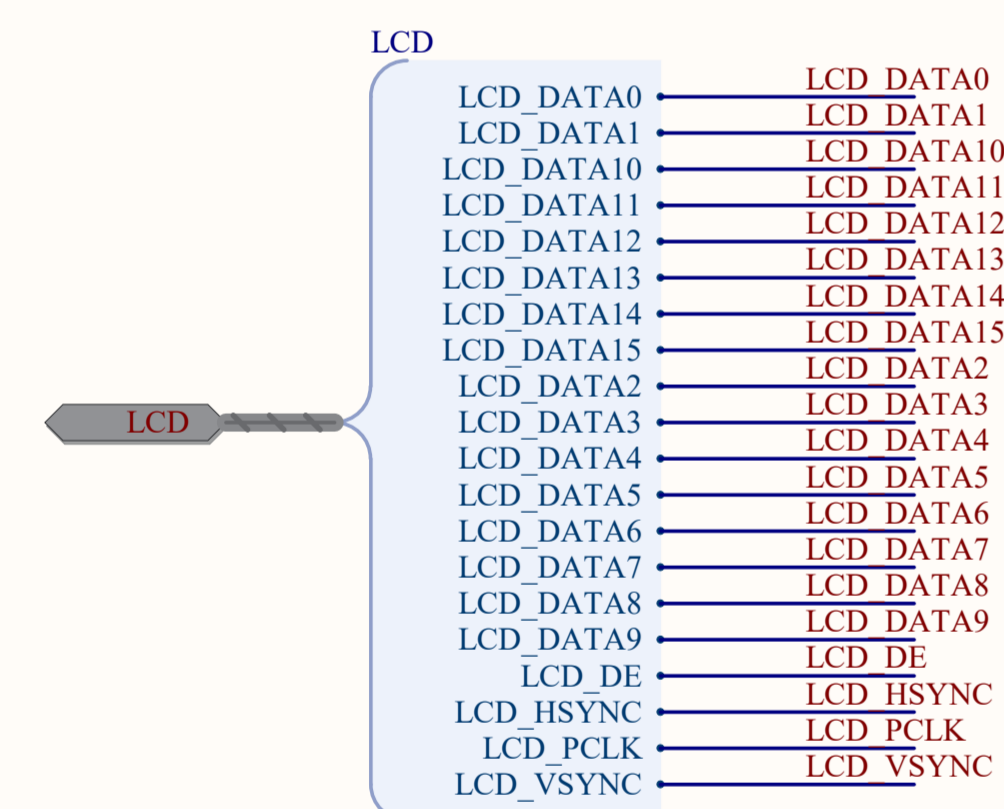 LCD
LCD_DATA0 LCD_DATA0
LCD_DATA1 LCD_DATA1
LCD_DATA10 LCD_DATA10
LCD_DATA11 LCD_DATA11
LCD_DATA12 LCD_DATA12
LCD_DATA13 LCD_DATA13
LCD_DATA14 LCD_DATA14
LCD_DATA15 LCD_DATA15
LCD_DATA2 LCD_DATA2
LCD LCD_DATA3 LCD_DATA3
LCD_DATA4 LCD_DATA4
LCD_DATA5 LCD_DATA5
LCD_DATA6 LCD_DATA6
LCD_DATA7 LCD_DATA7
LCD_DATA8 LCD_DATA8
LCD_DATA9 LCD_DATA9
LCD_DE LCD_DE
LCD_HSYNC LCD_HSYNC
LCD_PCLK LCD_PCLK
LCD_VSYNC LCD_VSYNC